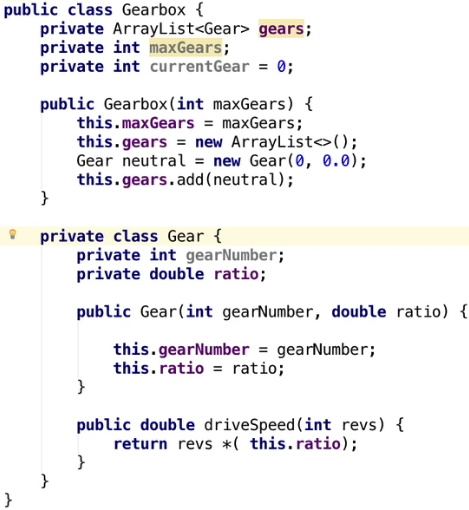 public class Gearbox {
    private ArrayList<Gear> gears;
    private int maxGears;
    private int currentGear = 0;

    public Gearbox(int maxGears) {
        this.maxGears = maxGears;
        this.gears = new ArrayList<>();
        Gear neutral = new Gear(0, 0.0);
        this.gears.add(neutral);
    }

    private class Gear {
        private int gearNumber;
        private double ratio;

        public Gear(int gearNumber, double ratio) {

            this.gearNumber = gearNumber;
            this.ratio = ratio;
        }

        public double driveSpeed(int revs) {
            return revs *( this.ratio);
        }
    }
}